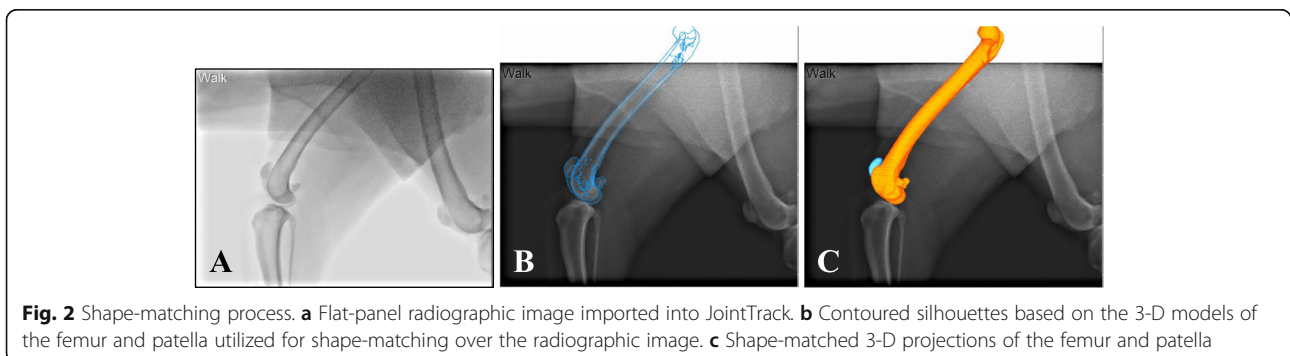 Walk
Walk
Walk
A
B
C
Fig. 2 Shape-matching process. a Flat-panel radiographic image imported into JointTrack. b Contoured silhouettes based on the 3-D models of
the femur and patella utilized for shape-matching over the radiographic image. c Shape-matched 3-D projections of the femur and patella